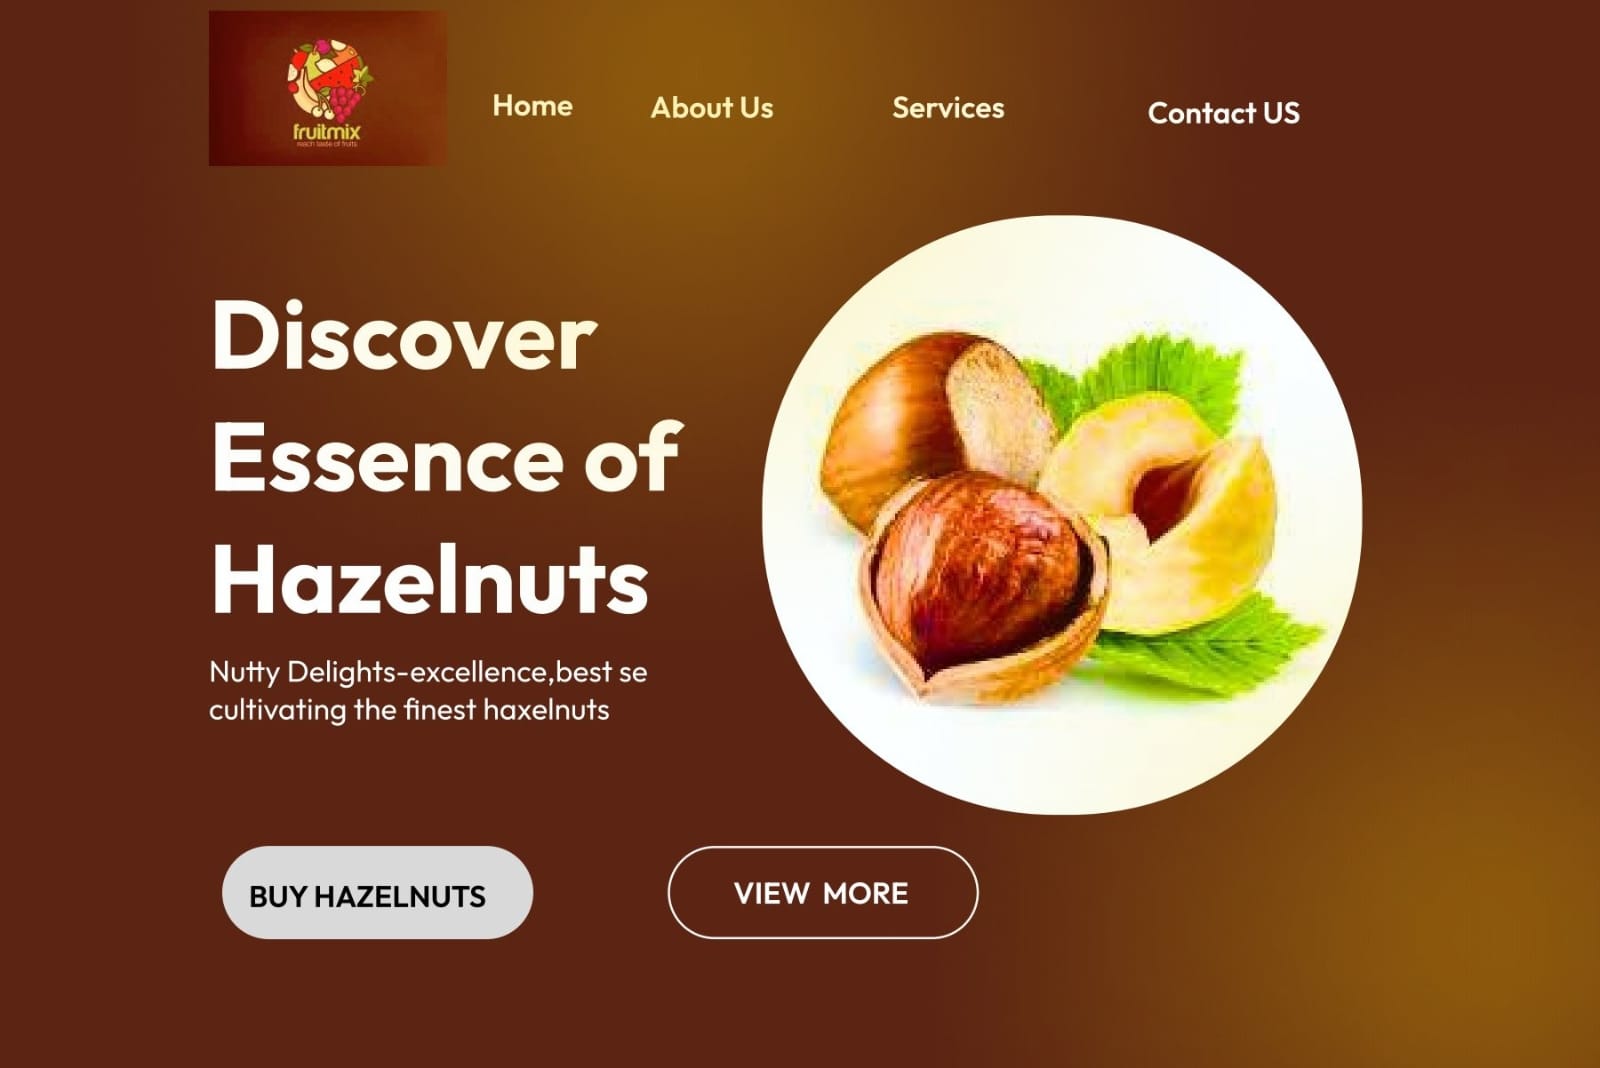 fruitmix
reach taste of fruits
Home About Us Services Contact US
Discover
Essence of
Hazelnuts
Nutty Delights-excellence,best se
cultivating the finest haxelnuts
BUY HAZELNUTS VIEW MORE